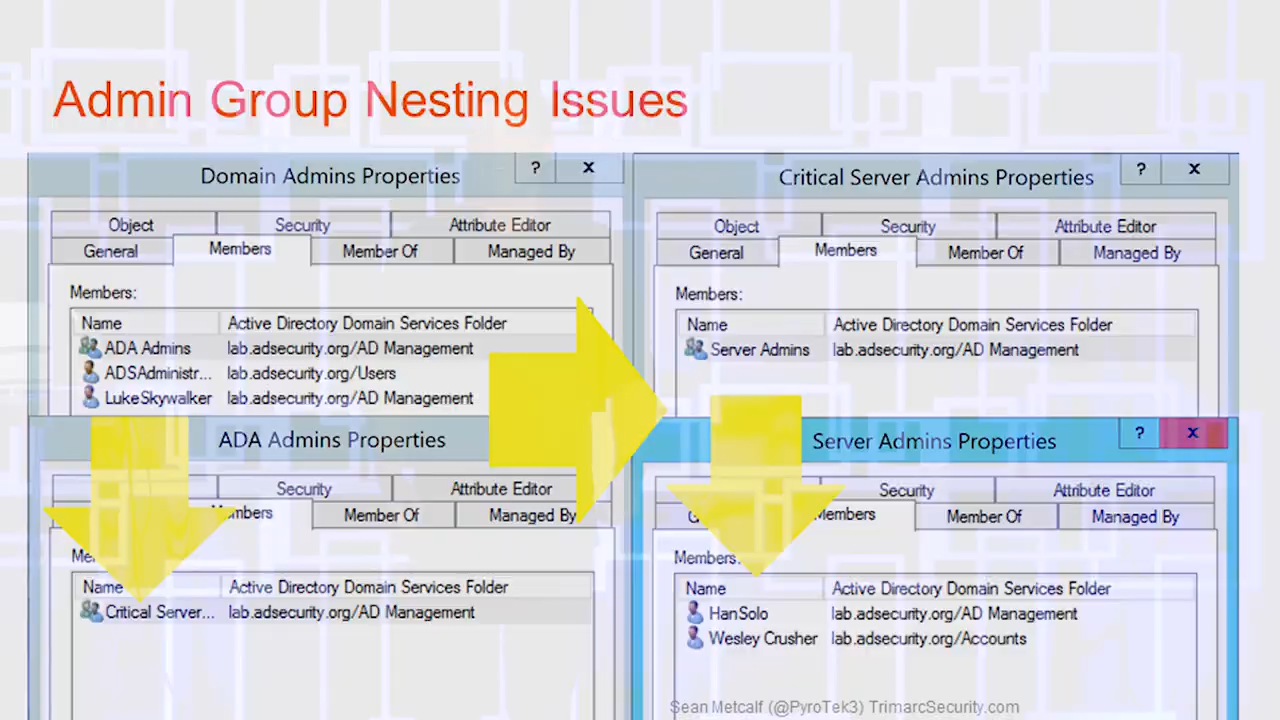 Admin Group Nesting Issues
Domain Admins Properties
? x
Object Security Attribute Editor
General Members Member Of Managed By
Members:
Name Active Directory Domain Services Folder
ADA Admins lab.adsecurity.org/AD Management
ADSAdministr... lab.adsecurity.org/Users
LukeSkywalker lab.adsecurity.org/AD Management
Critical Server Admins Properties
? x
Object Security Attribute Editor
General Members Member Of Managed By
Members:
Name Active Directory Domain Services Folder
Server Admins lab.adsecurity.org/AD Management
ADA Admins Properties
Security Attribute Editor
Members Member Of Managed By
Name Active Directory Domain Services Folder
Critical Server... lab.adsecurity.org/AD Management
Server Admins Properties
? x
Security Attribute Editor
Members Member Of Managed By
Members:
Name Active Directory Domain Services Folder
HanSolo lab.adsecurity.org/AD Management
Wesley Crusher lab.adsecurity.org/Accounts
Sean Metcalf (@PyroTek3) TrimarcSecurity.com